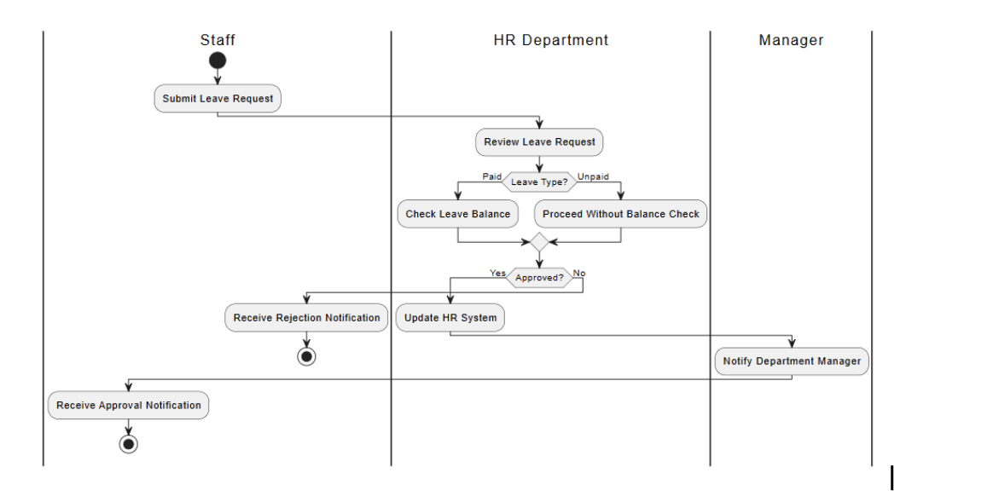 Staff
HR Department
Manager
Submit Leave Request
Review Leave Request
Paid
Leave Type?
Unpaid
Check Leave Balance
Proceed Without Balance Check
Yes
Approved?
No
Receive Rejection Notification
Update HR System
Notify Department Manager
Receive Approval Notification